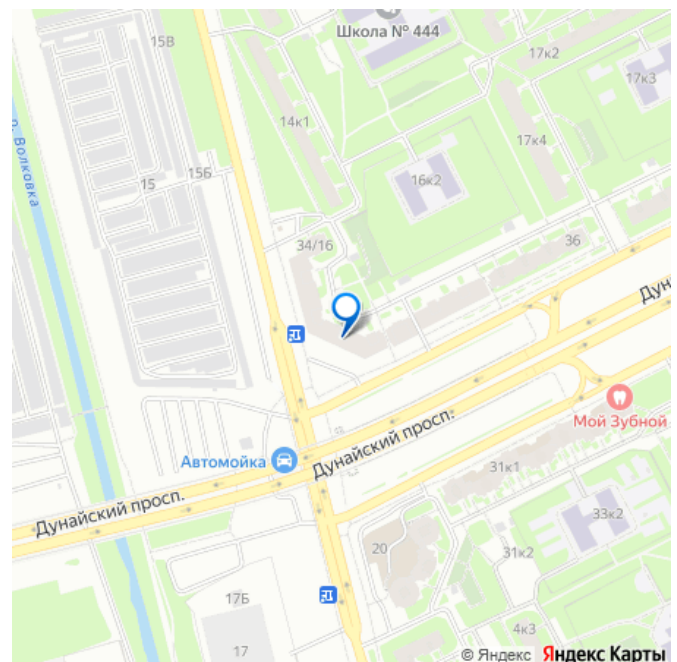 15В
Школа № 444
17к2
17к3
14к1
17к4
р. Волковка
15
15Б
16к2
34/16
36
Дун
Мой Зубной
Автомойка
Дунайский просп.
31к1
Дунайский просп.
33к2
20
31к2
17Б
4к3
17
© Яндекс Яндекс Карты